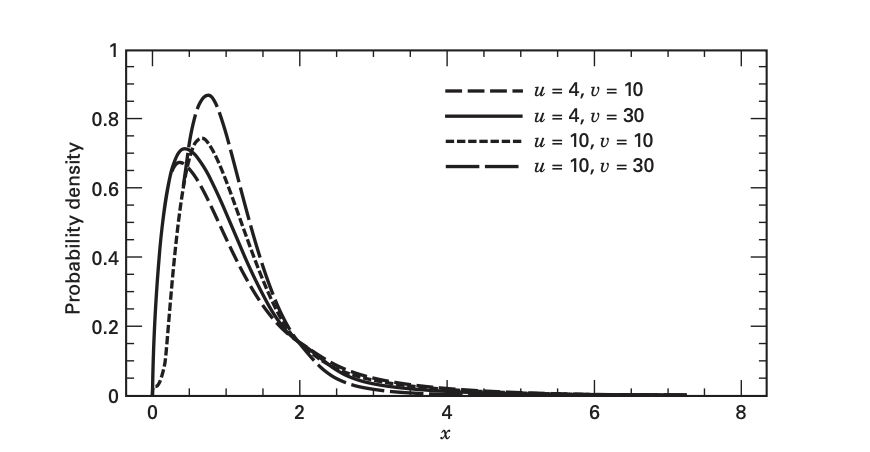 1
0.8
0.6
0.4
0.2
0
Probability density
u = 4, v = 10
u = 4, v = 30
u = 10, v = 10
u = 10, v = 30
0 2 4 6 8
x